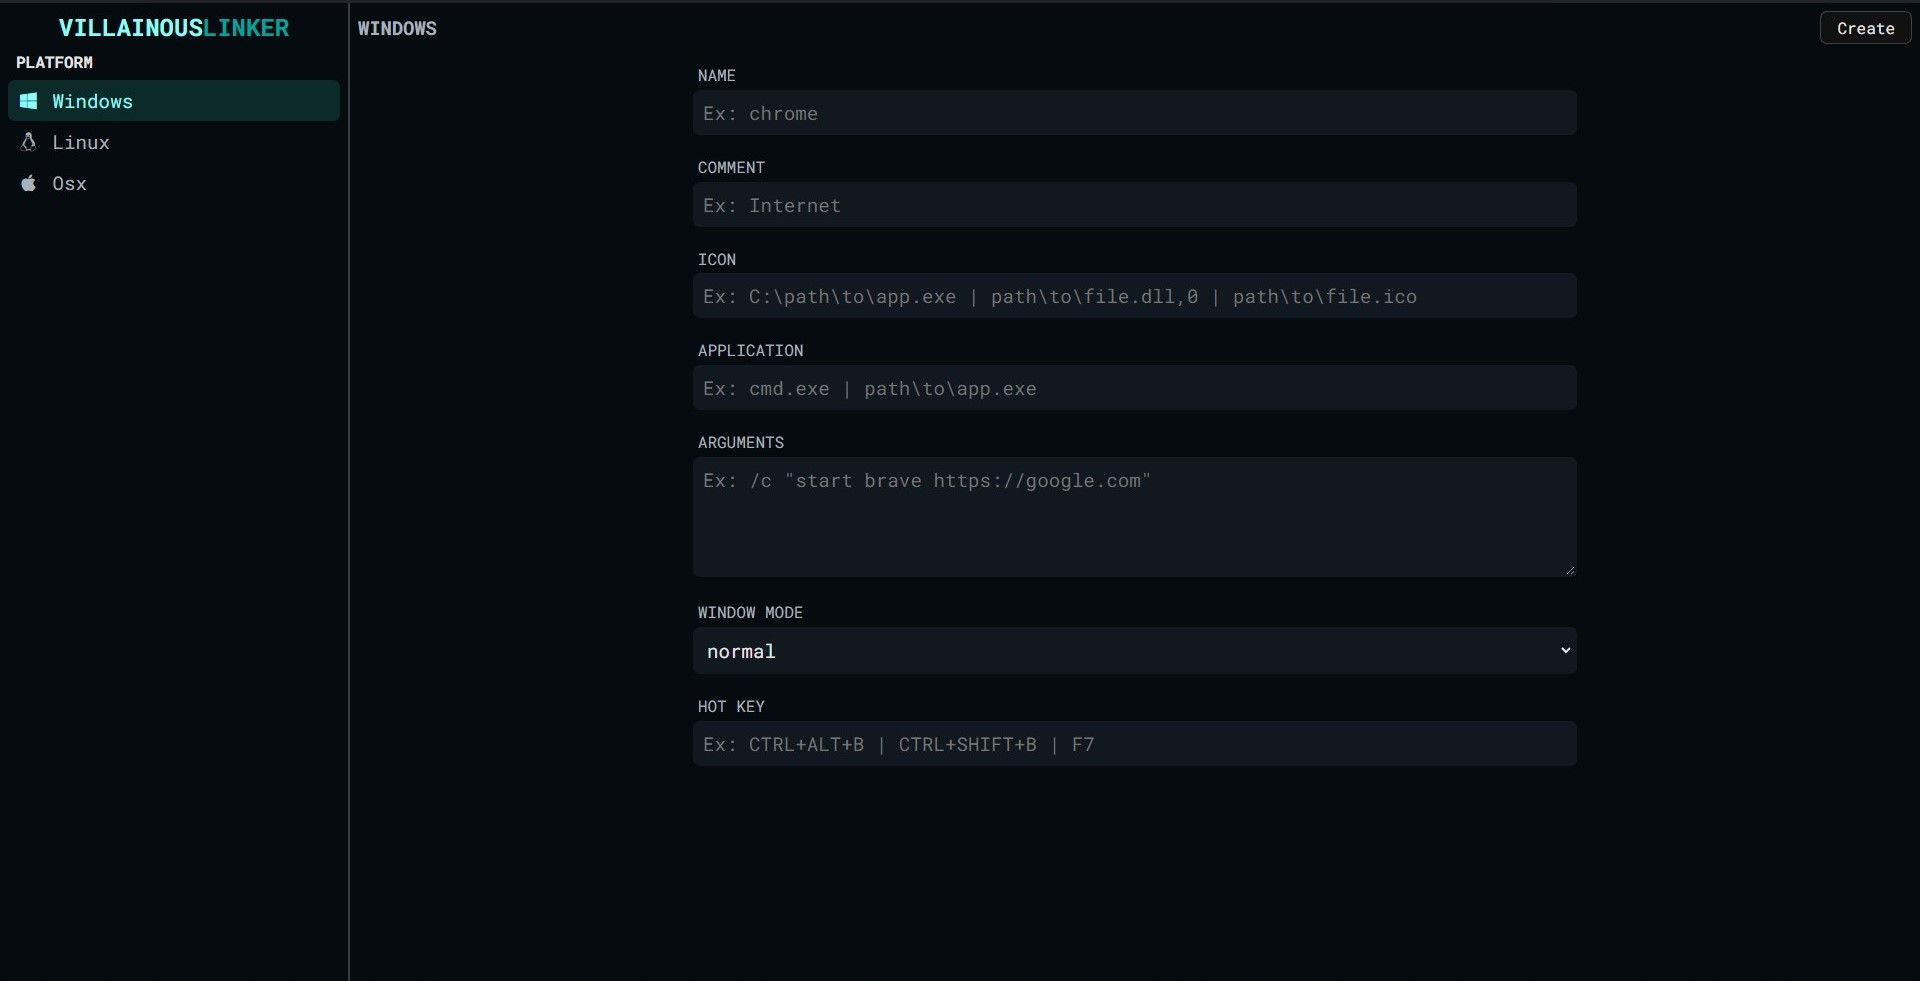 VILLAINOUSLINKER
PLATFORM
Windows
Linux
Osx
WINDOWS
Create
NAME
Ex: chrome
COMMENT
Ex: Internet
ICON
Ex: C:\path\to\app.exe | path\to\file.dll,0 | path\to\file.ico
APPLICATION
Ex: cmd.exe | path\to\app.exe
ARGUMENTS
Ex: /c "start brave https://google.com"
WINDOW MODE
normal
HOT KEY
Ex: CTRL+ALT+B | CTRL+SHIFT+B | F7